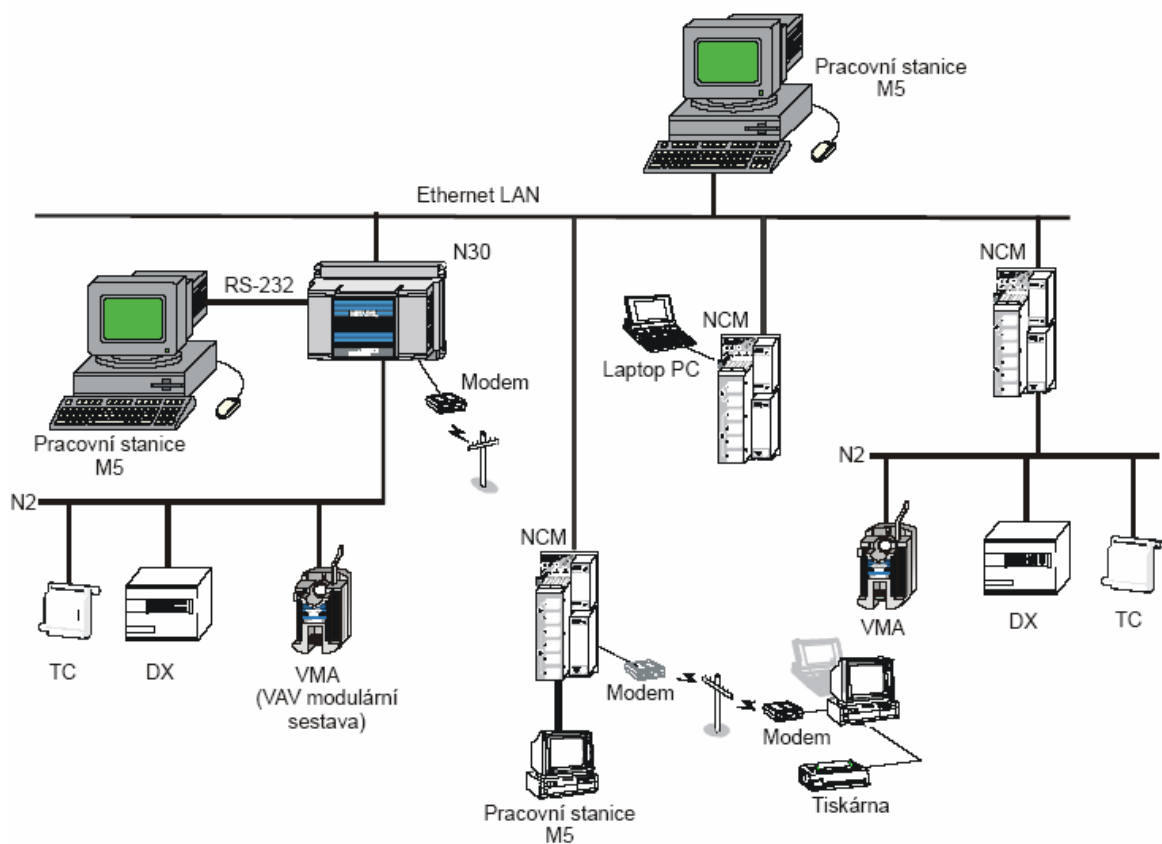 Pracovní stanice
M5
Ethernet LAN
N30
RS-232
NCM
NCM
Laptop PC
Modem
Pracovní stanice
M5
N2
N2
NCM
TC
DX
VMA
(VAV modulární
sestava)
VMA
DX
TC
Modem
Modem
Pracovní stanice
M5
Tiskárna